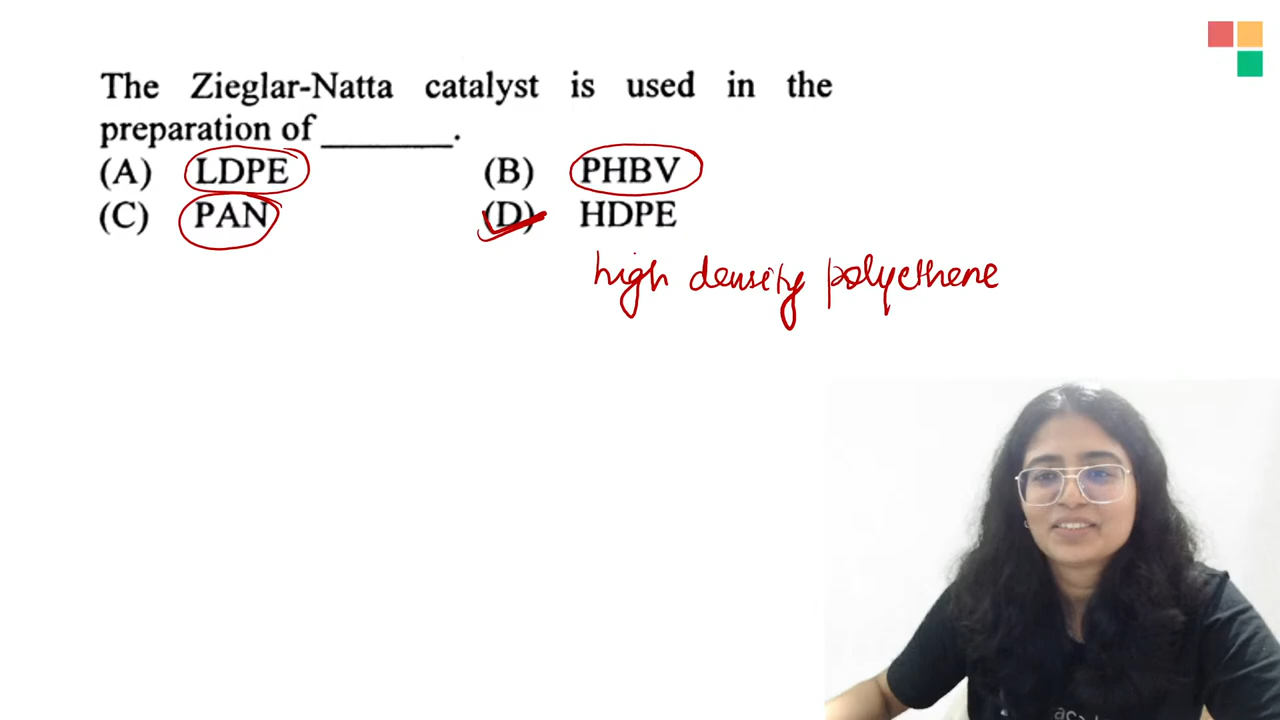 The Zieglar-Natta catalyst is used in the
preparation of ________.
(A) LDPE (B) PHBV
(C) PAN (D) HDPE
high density polyethene